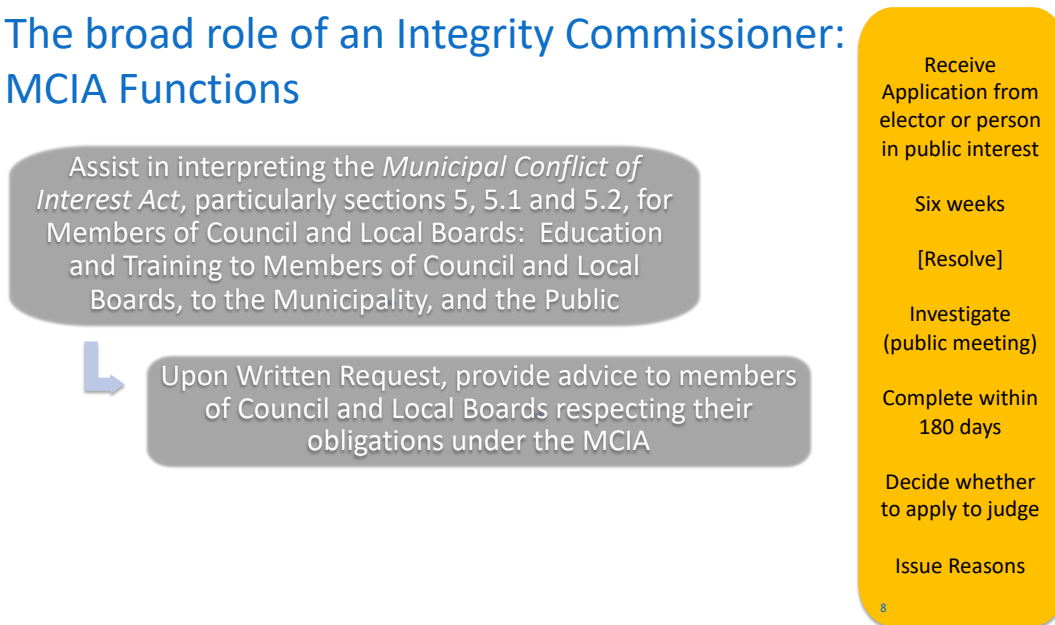 The broad role of an Integrity Commissioner:
MCIA Functions
Assist in interpreting the Municipal Conflict of
Interest Act, particularly sections 5, 5.1 and 5.2, for
Members of Council and Local Boards:  Education
and Training to Members of Council and Local
Boards, to the Municipality, and the Public
Upon Written Request, provide advice to members
of Council and Local Boards respecting their
obligations under the MCIA
Receive
Application from
elector or person
in public interest
Six weeks
[Resolve]
Investigate
(public meeting)
Complete within
180 days
Decide whether
to apply to judge
Issue Reasons
8